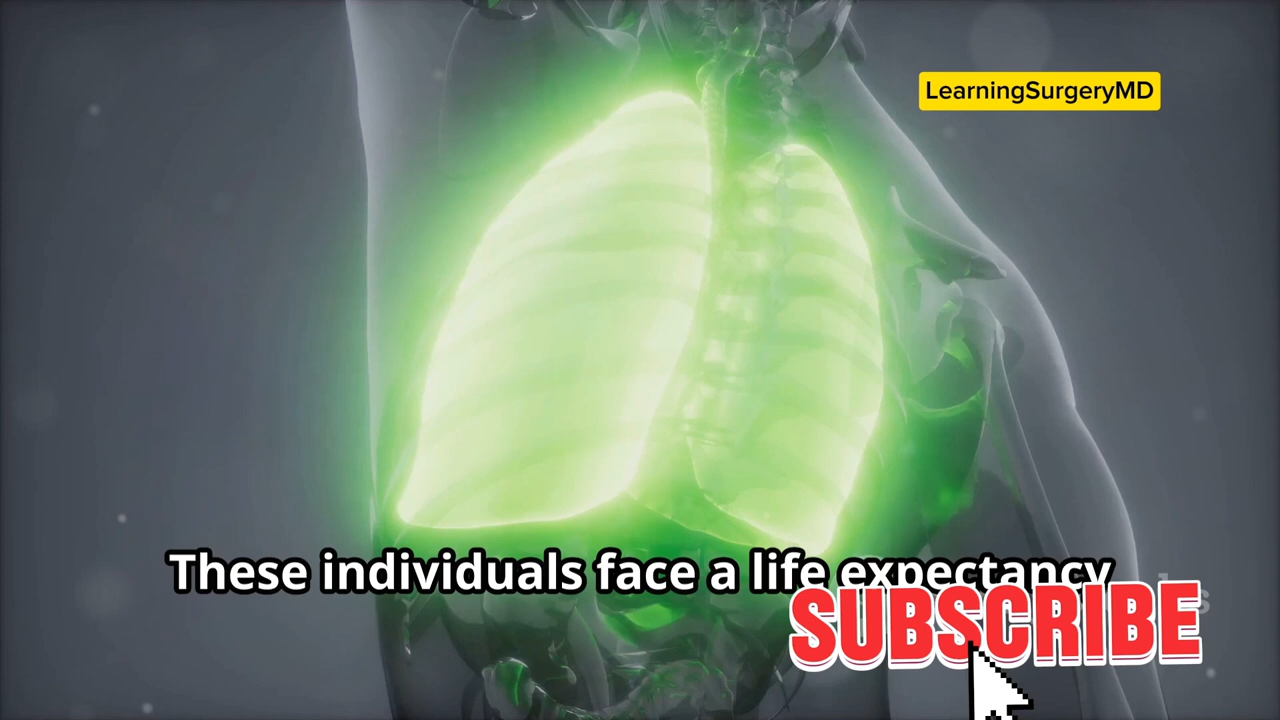 LearningSurgeryMD
These individuals face a life expectancy
SUBSCRIBE